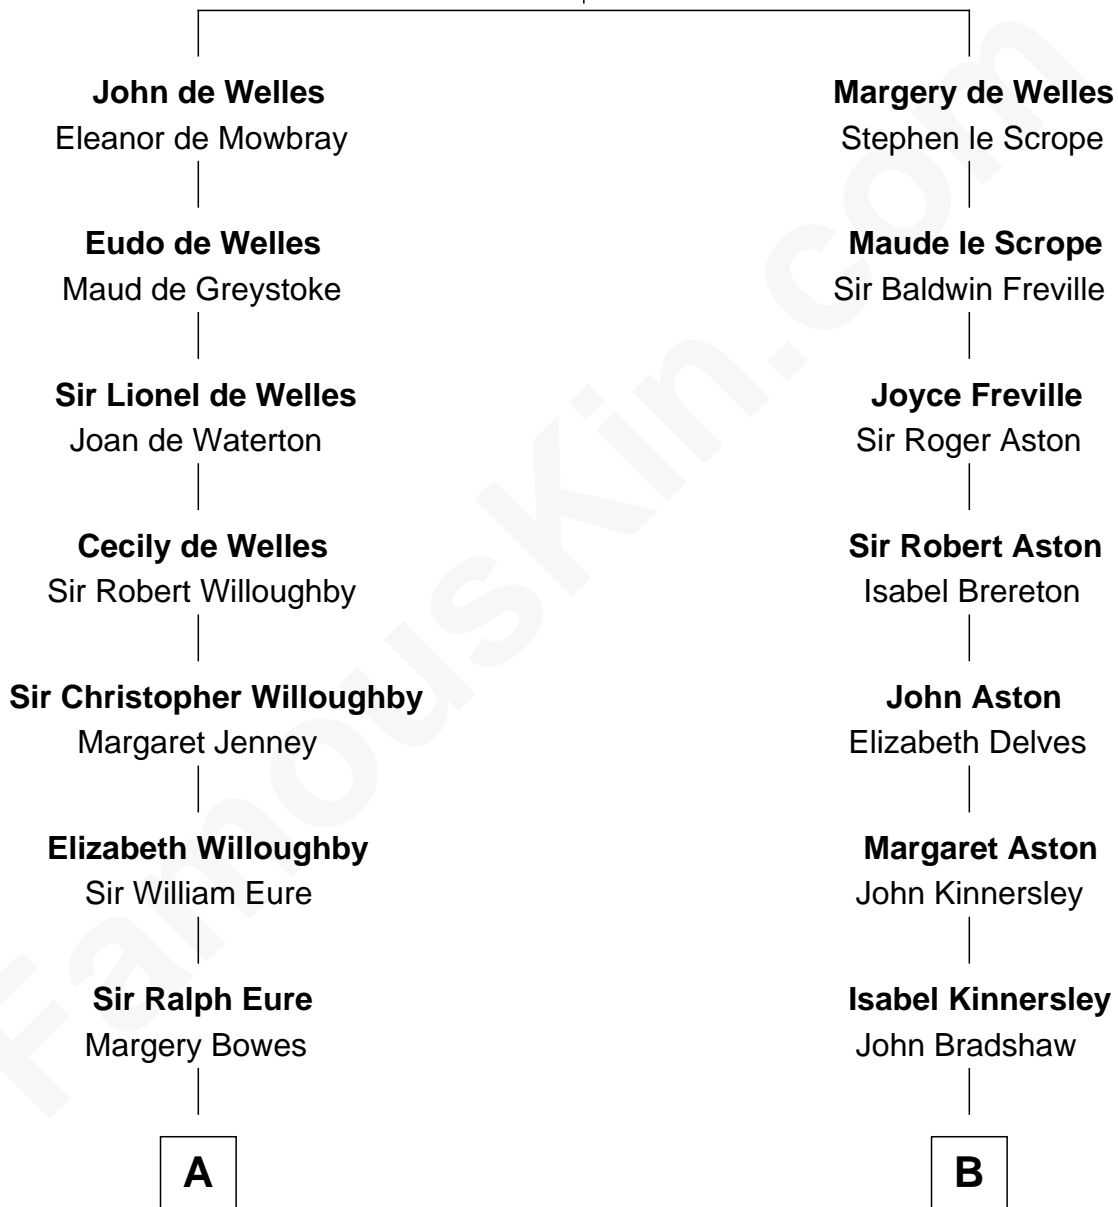 John de Welles
Eleanor de Mowbray
Eudo de Welles
Maud de Greystoke
Sir Lionel de Welles
Joan de Waterton
Cecily de Welles
Sir Robert Willoughby
Sir Christopher Willoughby
Margaret Jenney
Elizabeth Willoughby
Sir William Eure
Sir Ralph Eure
Margery Bowes
A
Margery de Welles
Stephen le Scrope
Maude le Scrope
Sir Baldwin Freville
Joyce Freville
Sir Roger Aston
Sir Robert Aston
Isabel Brereton
John Aston
Elizabeth Delves
Margaret Aston
John Kinnersley
Isabel Kinnersley
John Bradshaw
B
FamousKin.com